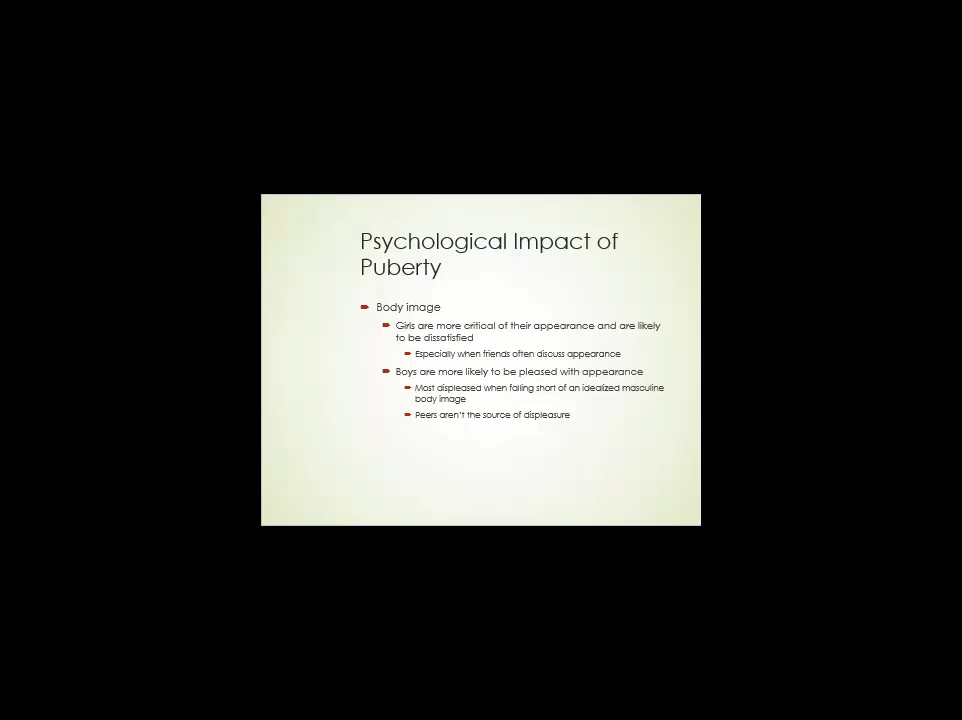 Psychological Impact of
Puberty
Body image
Girls are more critical of their appearance and are likely
to be dissatisfied
Especially when friends often discuss appearance
Boys are more likely to be pleased with appearance
Most displeased when falling short of an idealized masculine
body image
Peers aren't the source of displeasure